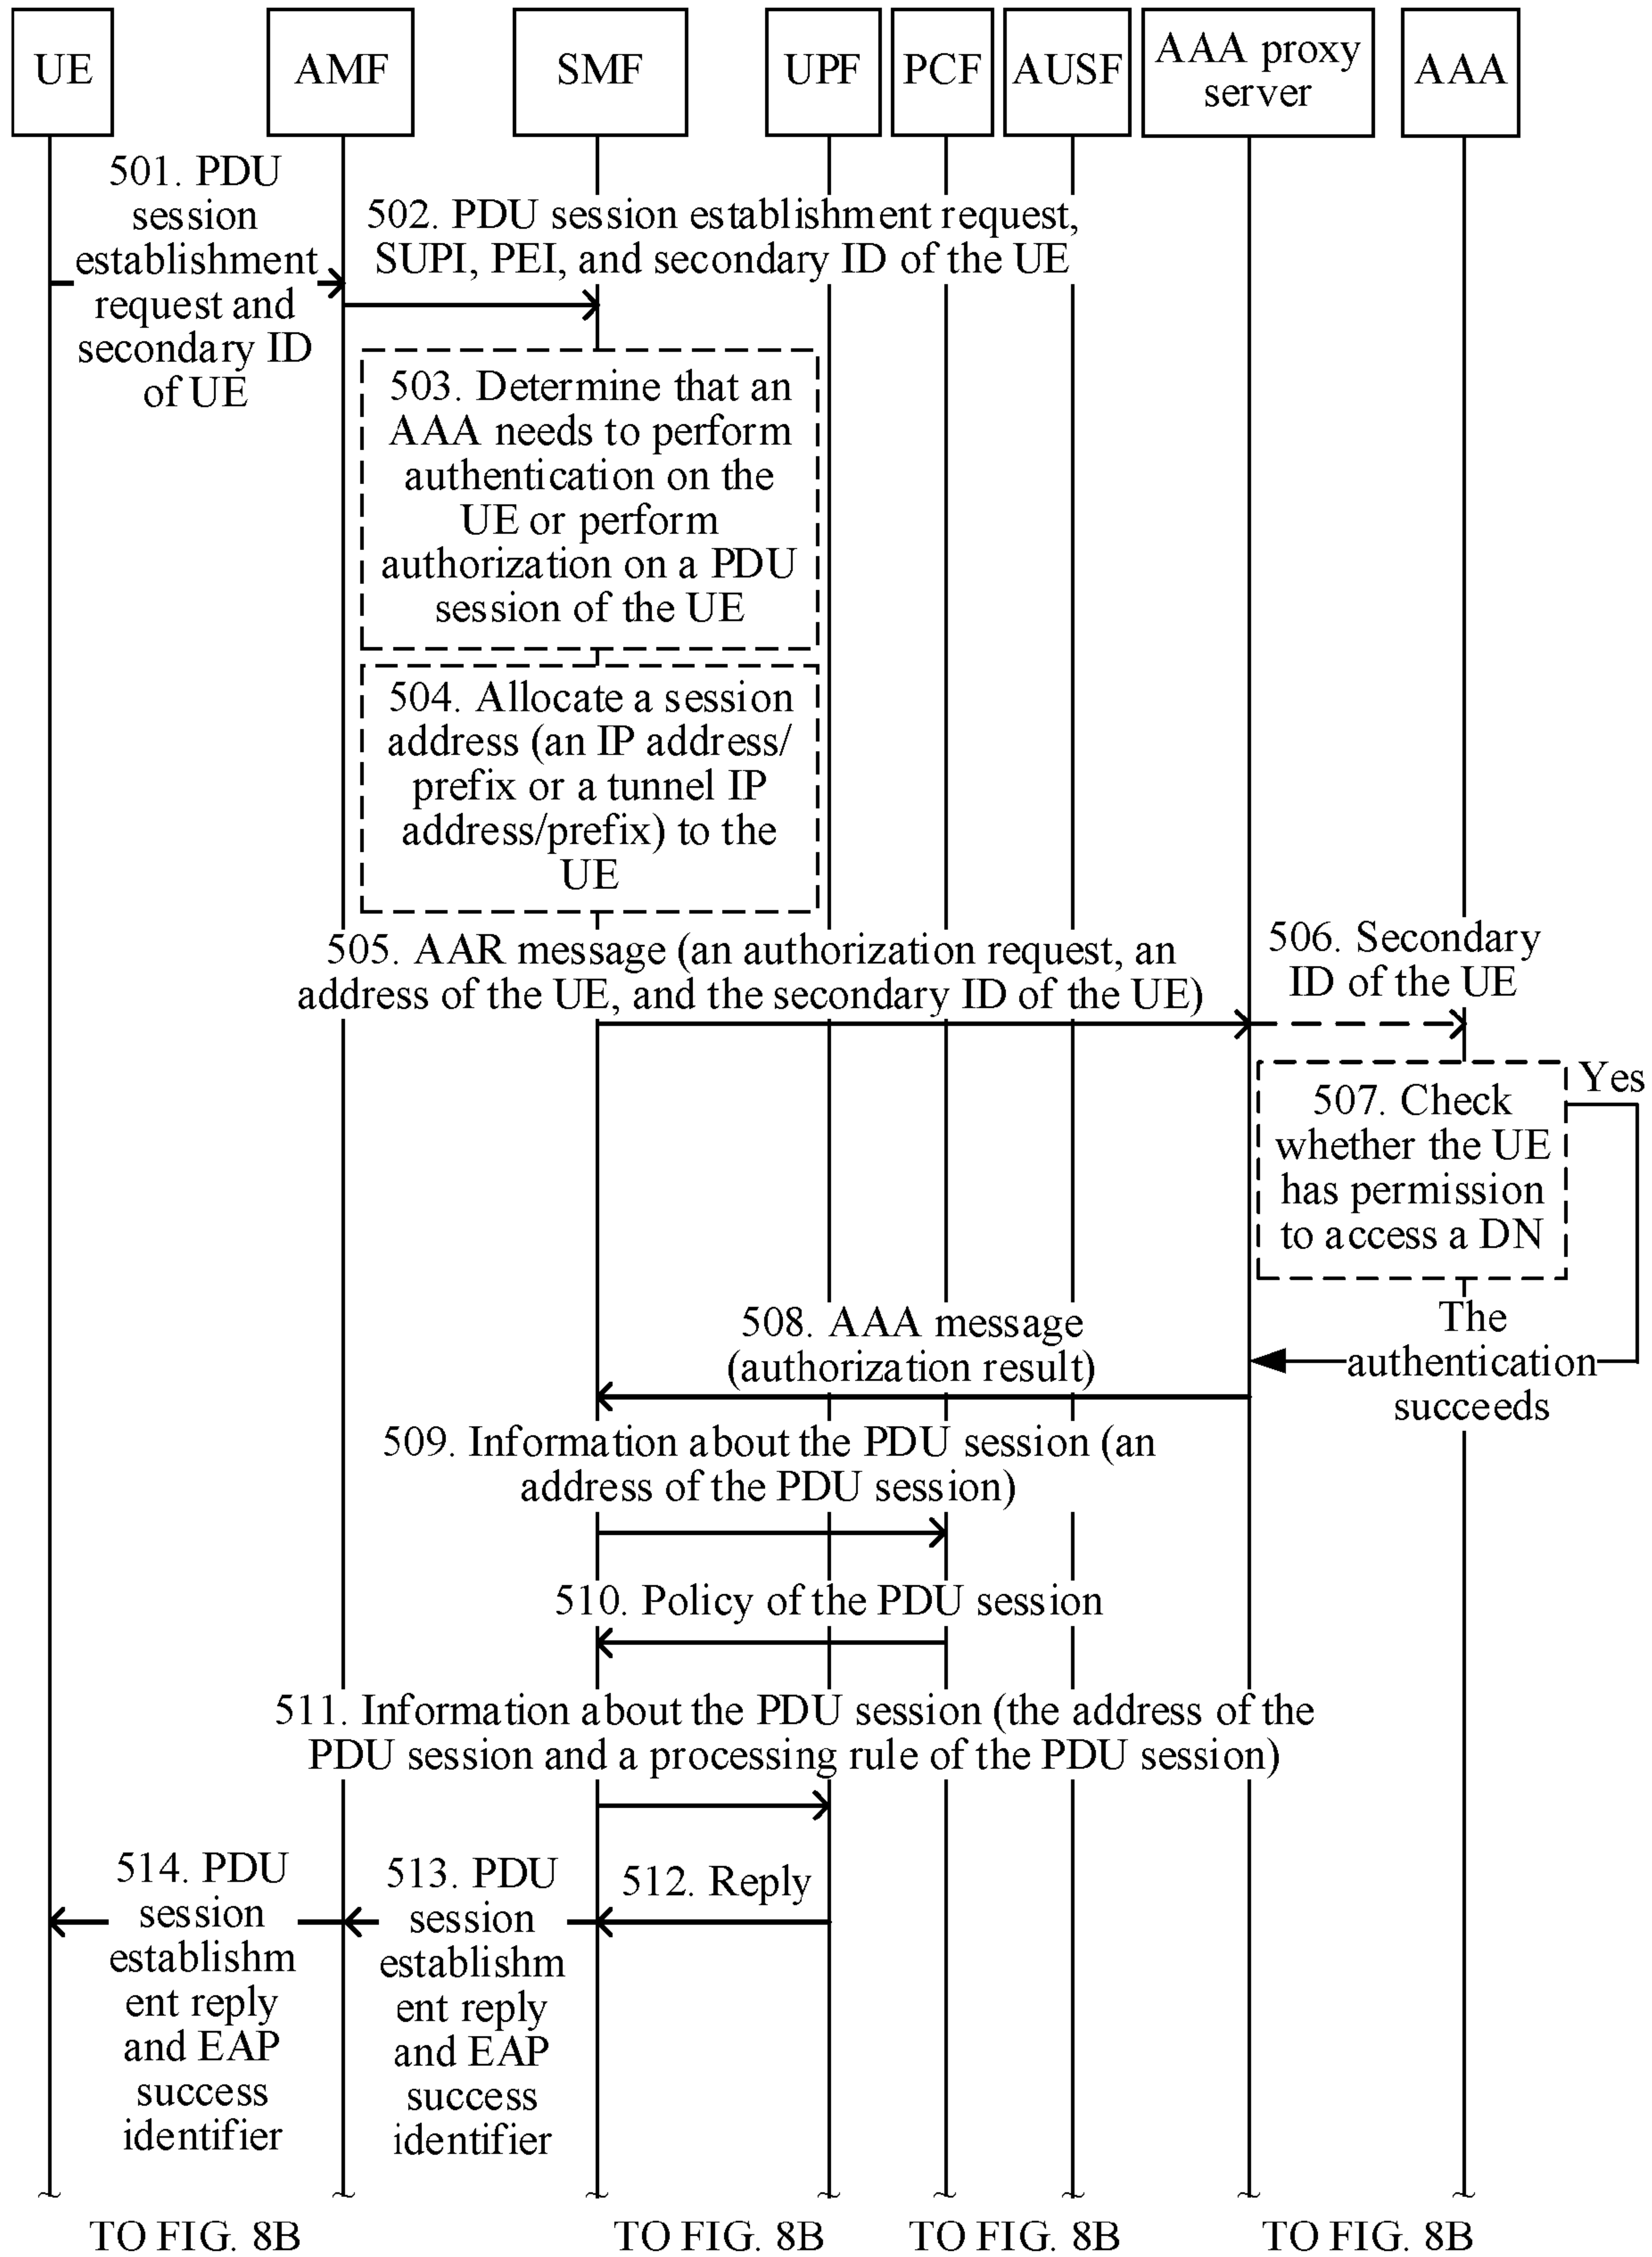 UE
AMF
SMF
UPF
PCF
AUSF
AAA proxy
server
AAA
501. PDU
session
establishment
request and
secondary ID
of UE
502. PDU session establishment request,
SUPI, PEI, and secondary ID of the UE
503. Determine that an
AAA needs to perform
authentication on the
UE or perform
authorization on a PDU
session of the UE
504. Allocate a session
address (an IP address/
prefix or a tunnel IP
address/prefix) to the
UE
505. AAR message (an authorization request, an
address of the UE, and the secondary ID of the UE)
506. Secondary
ID of the UE
507. Check
whether the UE
has permission
to access a DN
Yes
The
authentication
succeeds
508. AAA message
(authorization result)
509. Information about the PDU session (an
address of the PDU session)
510. Policy of the PDU session
511. Information about the PDU session (the address of the
PDU session and a processing rule of the PDU session)
512. Reply
513. PDU
session
establishm
ent reply
and EAP
success
identifier
514. PDU
session
establishm
ent reply
and EAP
success
identifier
TO FIG. 8B
TO FIG. 8B
TO FIG. 8B
TO FIG. 8B